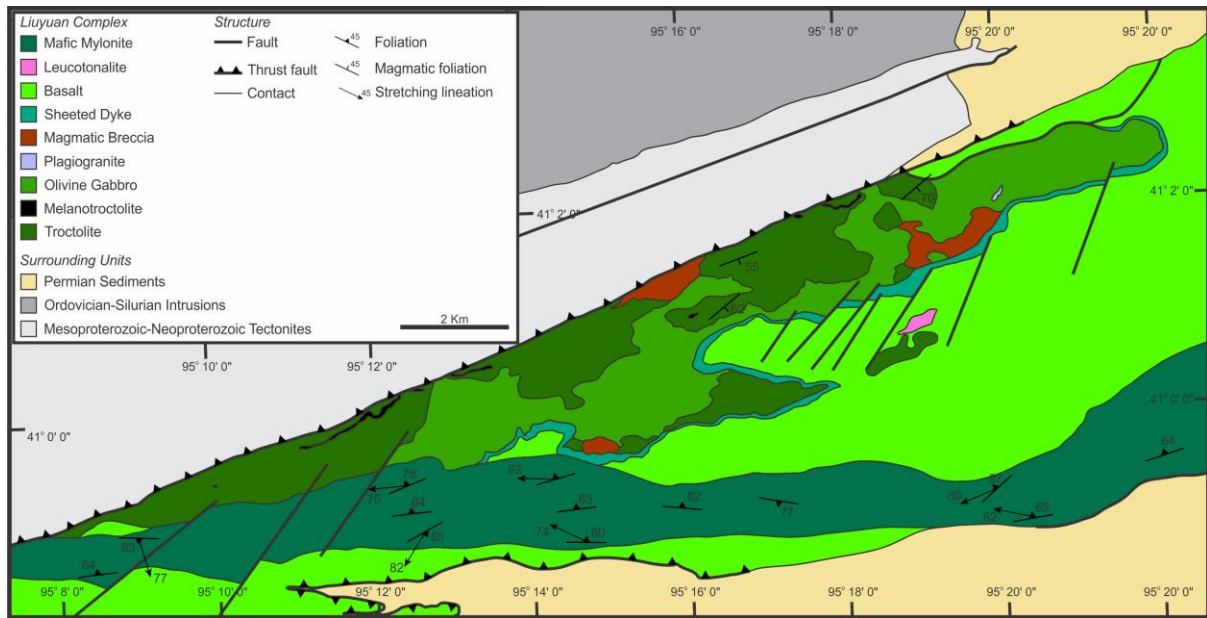 Liuyuan Complex
Mafic Mylonite
Leucotonalite
Basalt
Sheeted Dyke
Magmatic Breccia
Plagiogranite
Olivine Gabbro
Melanotroctolite
Troctolite
Surrounding Units
Permian Sediments
Ordovician-Silurian Intrusions
Mesoproterozoic-Neoproterozoic Tectonites
Structure
Fault
Thrust fault
Contact
45 Foliation
45 Magmatic foliation
45 Stretching lineation
2 Km
95° 16' 0"
95° 18' 0"
95° 20' 0"
95° 20' 0"
41° 2' 0"
41° 2' 0"
70
55
62
95° 10' 0"
95° 12' 0"
41° 0' 0"
41° 0' 0"
64
78
75
62
64
83
82
77
87
80
62
85
83
77
64
85
82
74
80
95° 8' 0"
95° 10' 0"
95° 12' 0"
95° 14' 0"
95° 16' 0"
95° 18' 0"
95° 20' 0"
95° 20' 0"